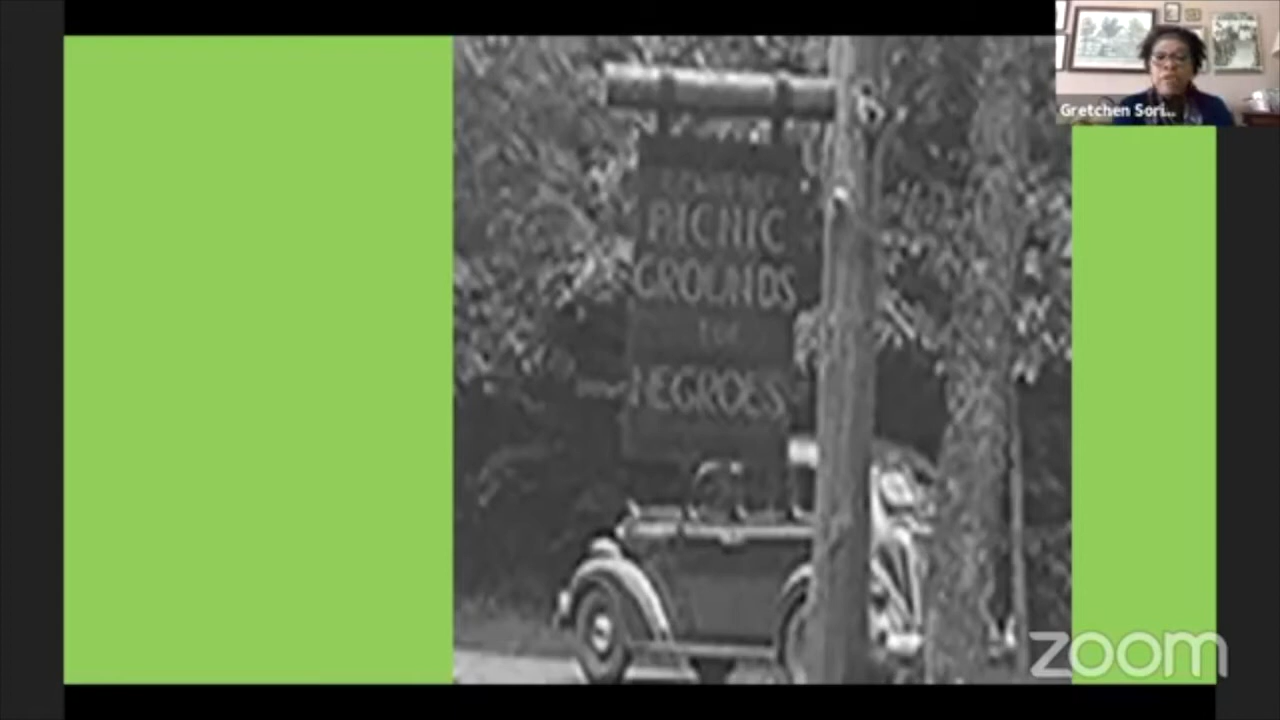 Gretchen Sori...
PICNIC
GROUNDS
for
NEGROES
zoom